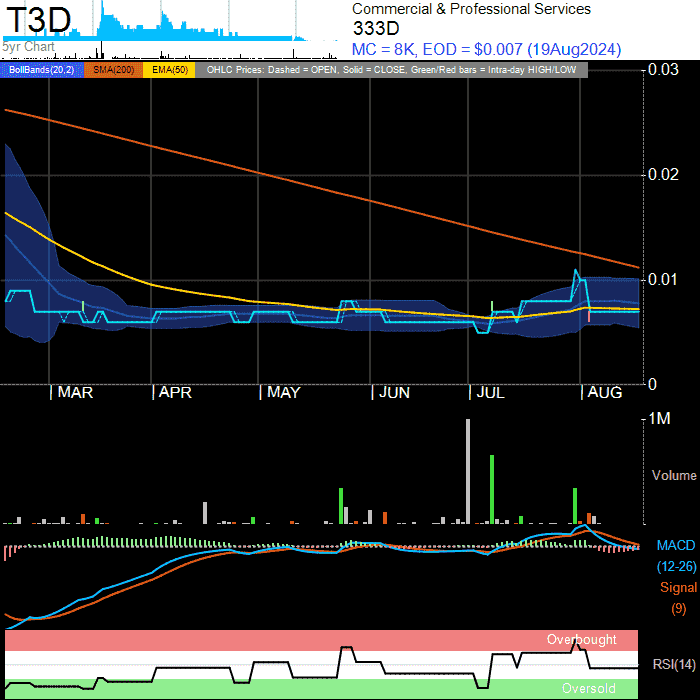 T3D
Commercial & Professional Services
333D
5yr Chart
MC = 8K, EOD = $0.007 (19Aug2024)
BollBands(20,2) SMA(200) EMA(50) OHLC Prices: Dashed = OPEN, Solid = CLOSE, Green/Red bars = Intra-day HIGH/LOW
0.03
0.02
0.01
0
MAR APR MAY JUN JUL AUG
1M
Volume
MACD
(12-26)
Signal
(9)
Overbought
RSI(14)
Oversold